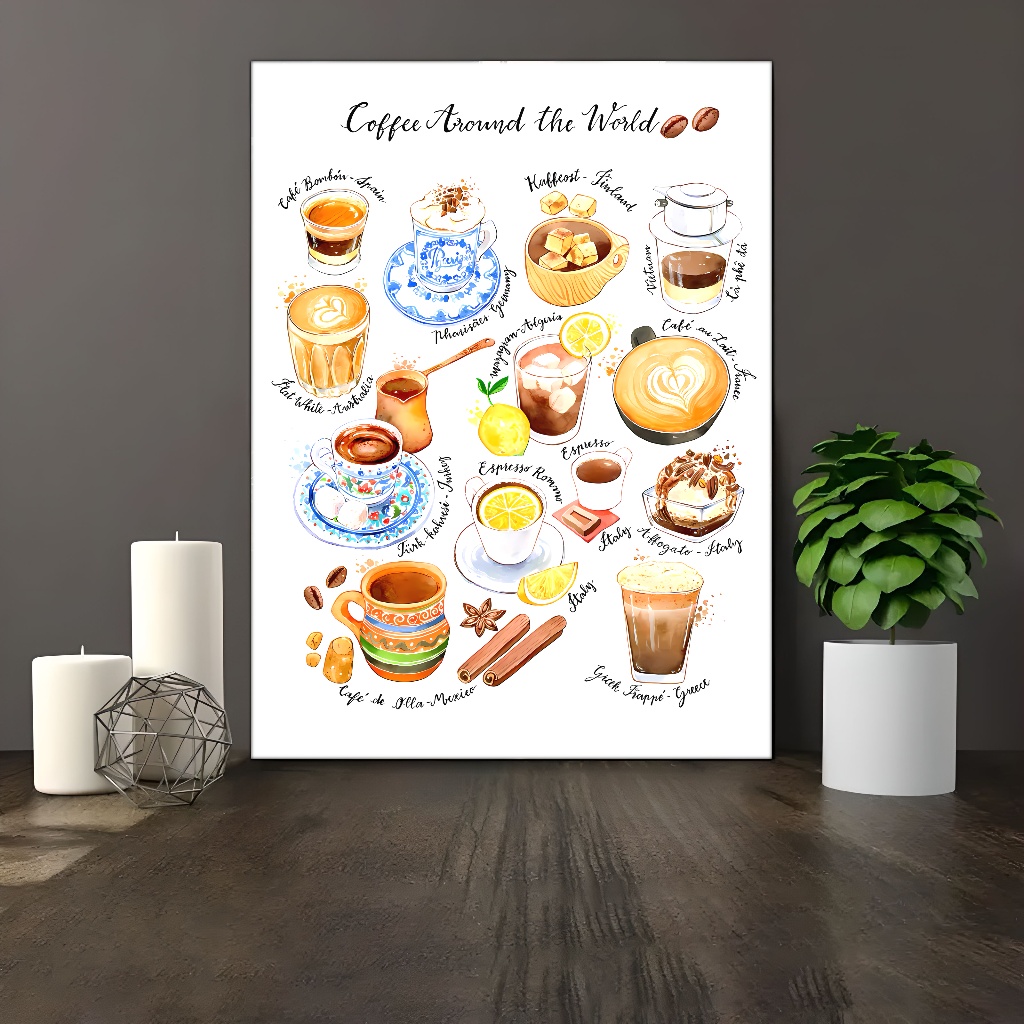 Coffee Around the World
Café Bombón - Spain
Kaffeost - Finland
Paris
Vietnam
Cà phê đá
Pharisäer Germany
Flat White - Australia
mazagran - Algeria
Café au Lait - France
Türk kahvesi - Turkey
Espresso Romano
Italy
Espresso
Italy
Affogato - Italy
Café de Olla - Mexico
Greek Frappé - Greece